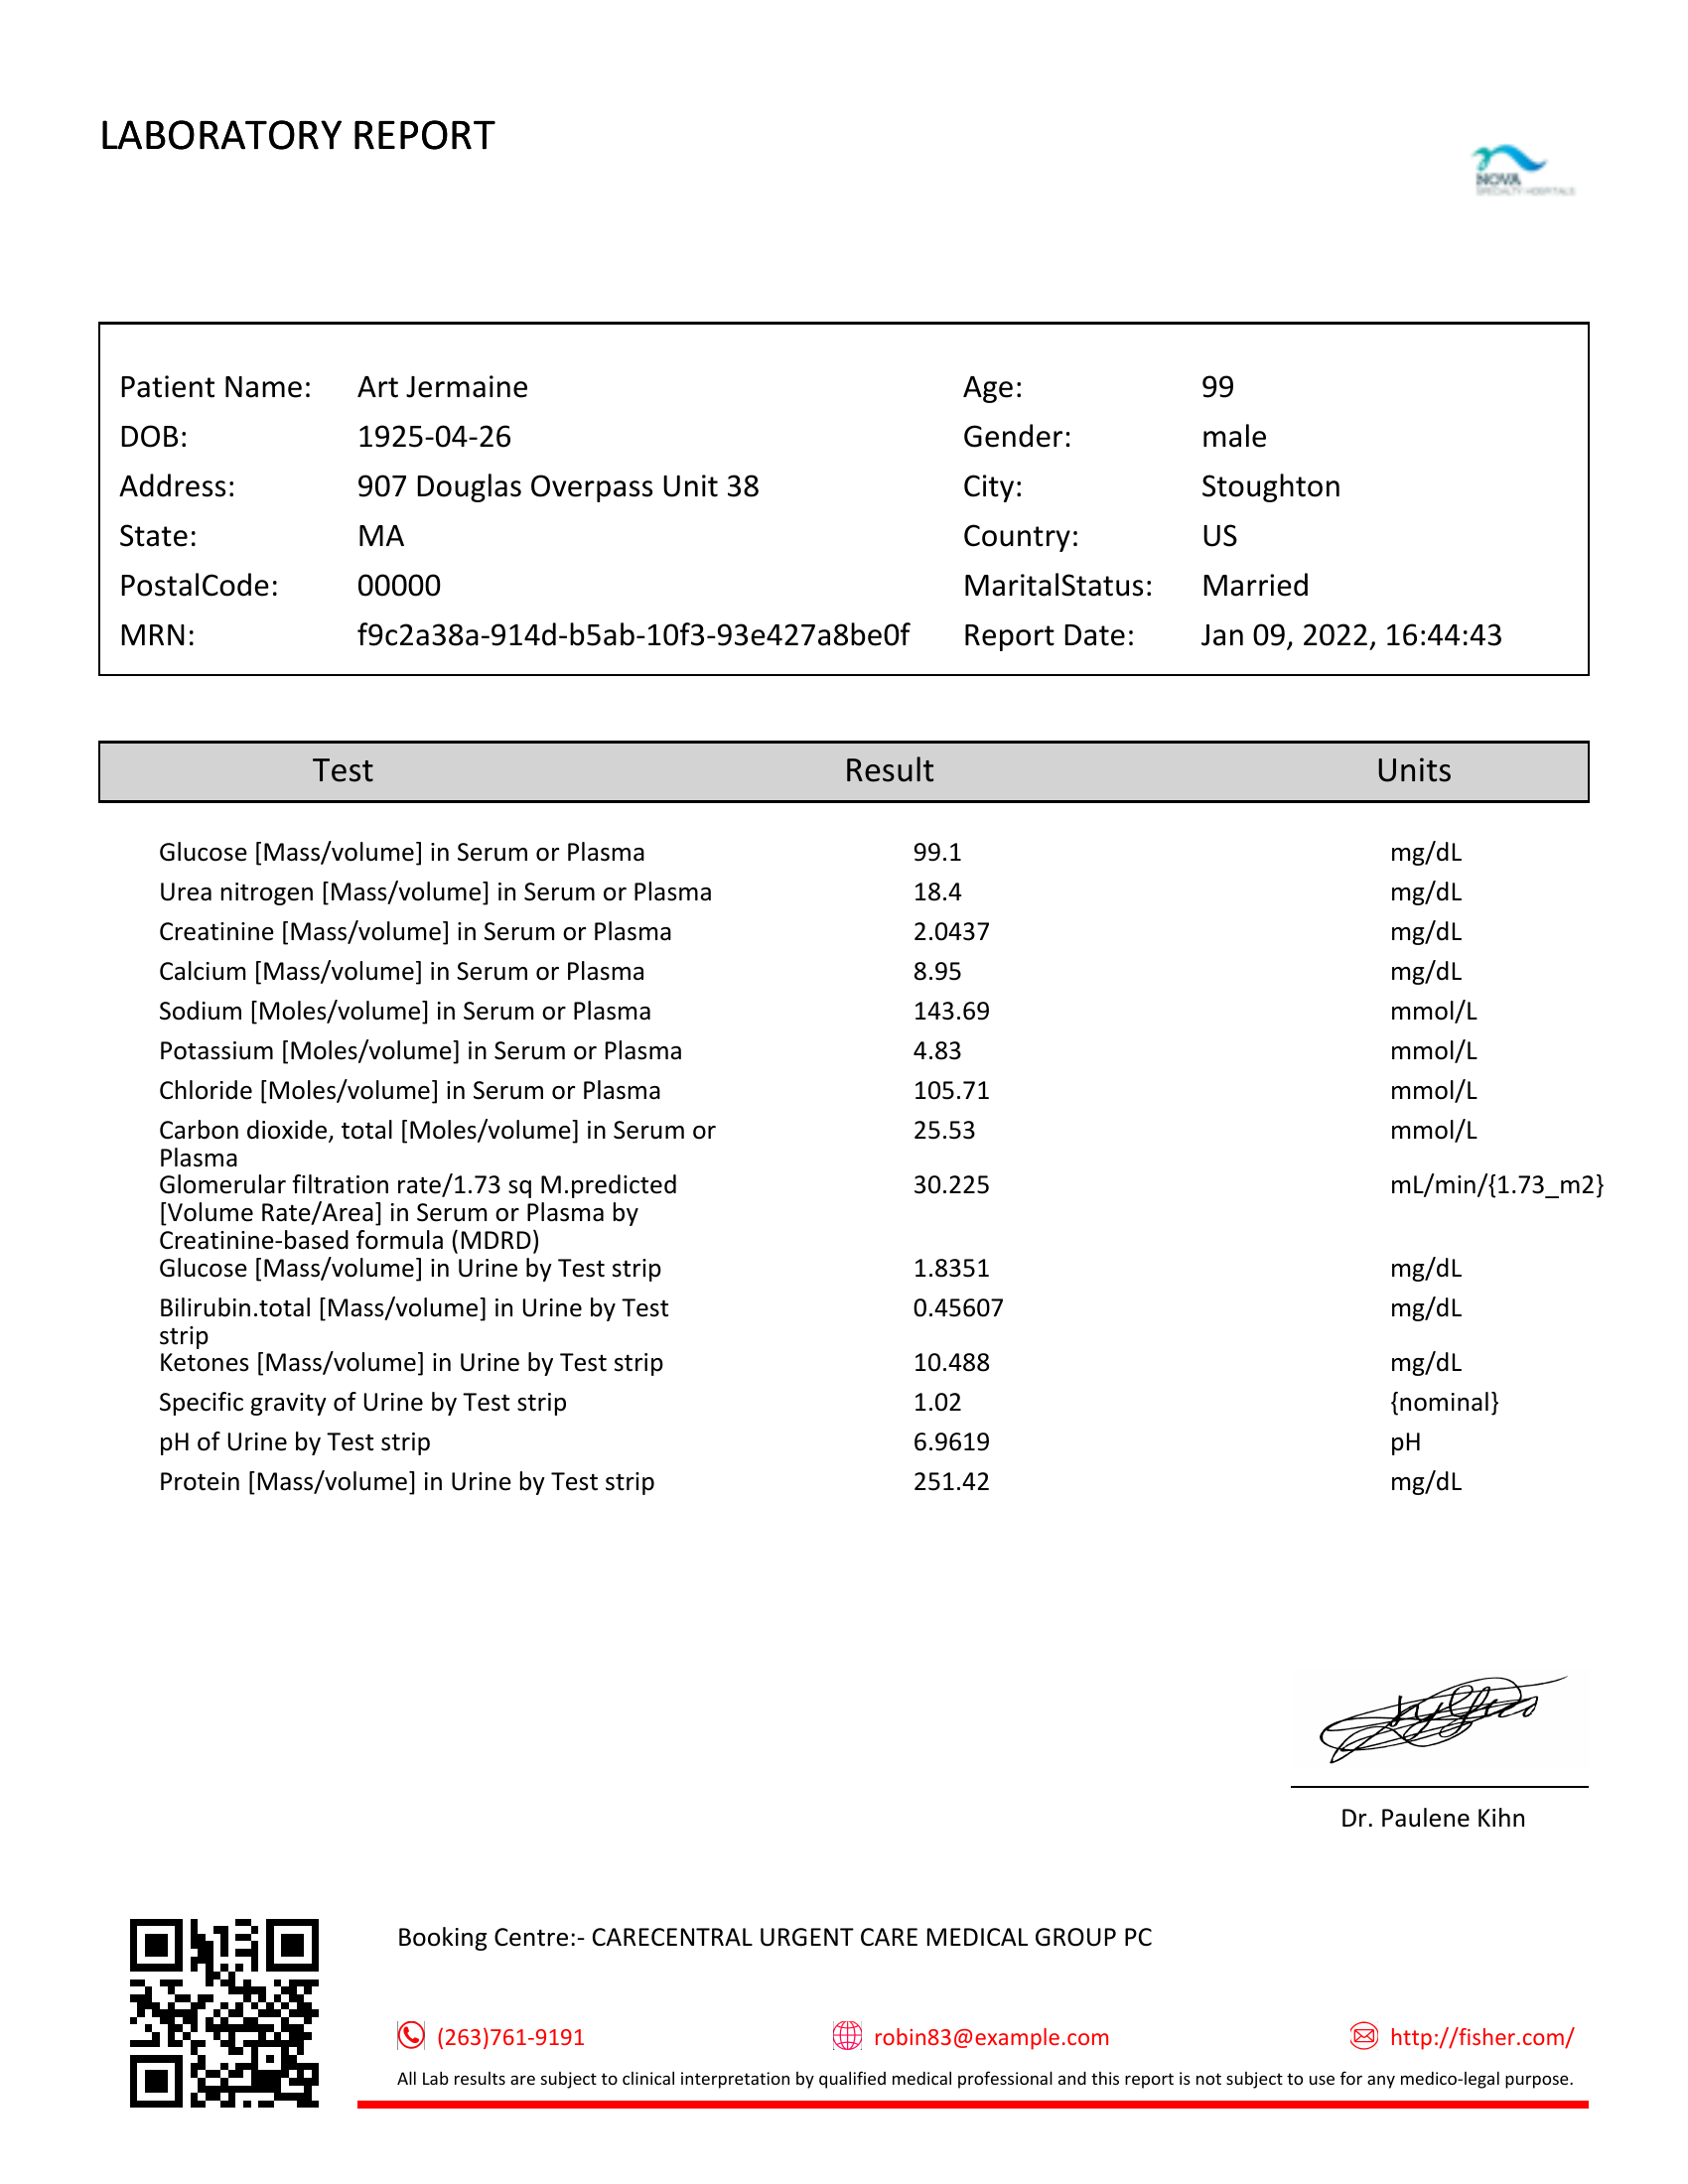 LABORATORY REPORT
NOVA
SPECIALTY HOSPITALS
Patient Name: Art Jermaine Age: 99
DOB: 1925-04-26 Gender: male
Address: 907 Douglas Overpass Unit 38 City: Stoughton
State: MA Country: US
PostalCode: 00000 MaritalStatus: Married
MRN: f9c2a38a-914d-b5ab-10f3-93e427a8be0f Report Date: Jan 09, 2022, 16:44:43
Test Result Units
Glucose [Mass/volume] in Serum or Plasma 99.1 mg/dL
Urea nitrogen [Mass/volume] in Serum or Plasma 18.4 mg/dL
Creatinine [Mass/volume] in Serum or Plasma 2.0437 mg/dL
Calcium [Mass/volume] in Serum or Plasma 8.95 mg/dL
Sodium [Moles/volume] in Serum or Plasma 143.69 mmol/L
Potassium [Moles/volume] in Serum or Plasma 4.83 mmol/L
Chloride [Moles/volume] in Serum or Plasma 105.71 mmol/L
Carbon dioxide, total [Moles/volume] in Serum or 25.53 mmol/L
Plasma
Glomerular filtration rate/1.73 sq M.predicted 30.225 mL/min/{1.73_m2}
[Volume Rate/Area] in Serum or Plasma by
Creatinine-based formula (MDRD)
Glucose [Mass/volume] in Urine by Test strip 1.8351 mg/dL
Bilirubin.total [Mass/volume] in Urine by Test 0.45607 mg/dL
strip
Ketones [Mass/volume] in Urine by Test strip 10.488 mg/dL
Specific gravity of Urine by Test strip 1.02 {nominal}
pH of Urine by Test strip 6.9619 pH
Protein [Mass/volume] in Urine by Test strip 251.42 mg/dL
Dr. Paulene Kihn
Booking Centre:- CARECENTRAL URGENT CARE MEDICAL GROUP PC
(263)761-9191 robin83@example.com http://fisher.com/
All Lab results are subject to clinical interpretation by qualified medical professional and this report is not subject to use for any medico-legal purpose.